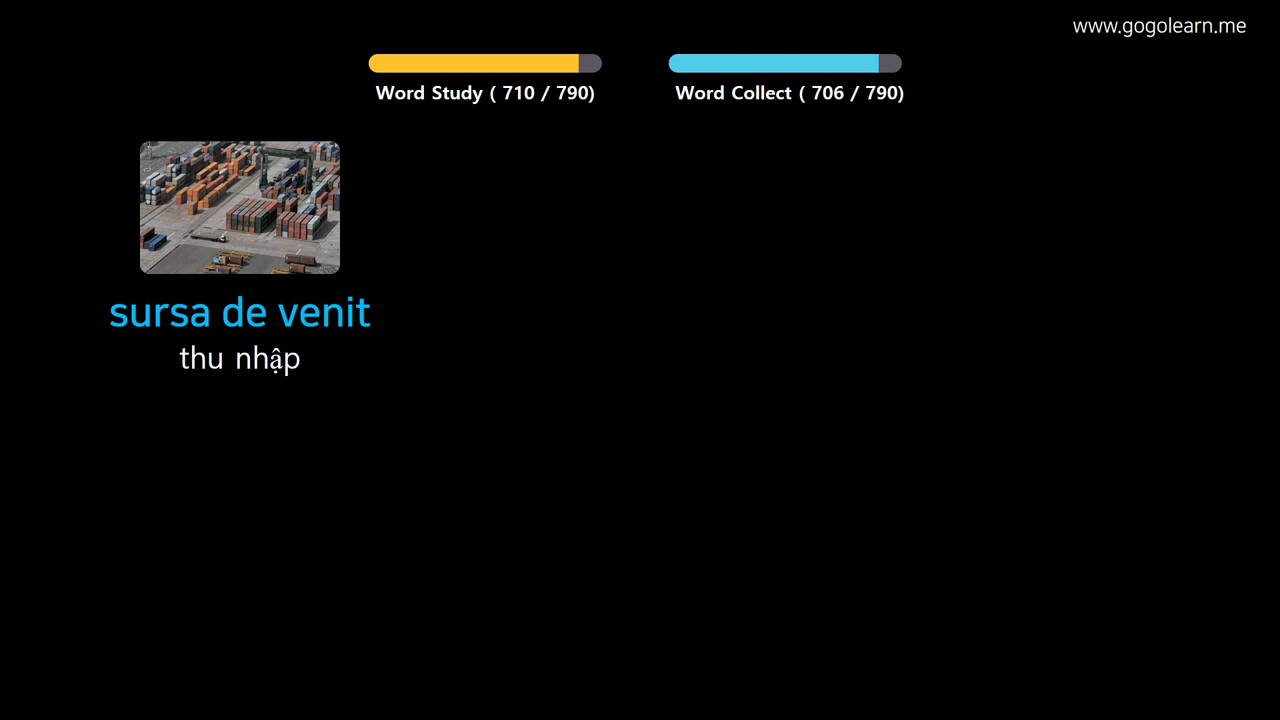 www.gogolearn.me
Word Study ( 710 / 790)
Word Collect ( 706 / 790)
sursa de venit
thu nhập